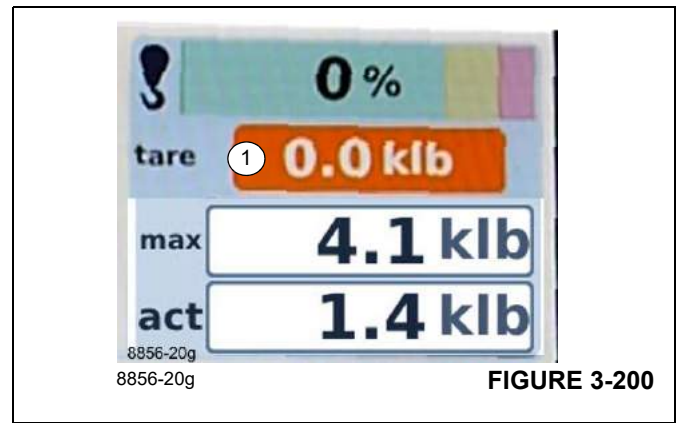 0 %
tare 1 0.0 klb
max 4.1 klb
act 1.4 klb
8856-20g
8856-20g
FIGURE 3-200